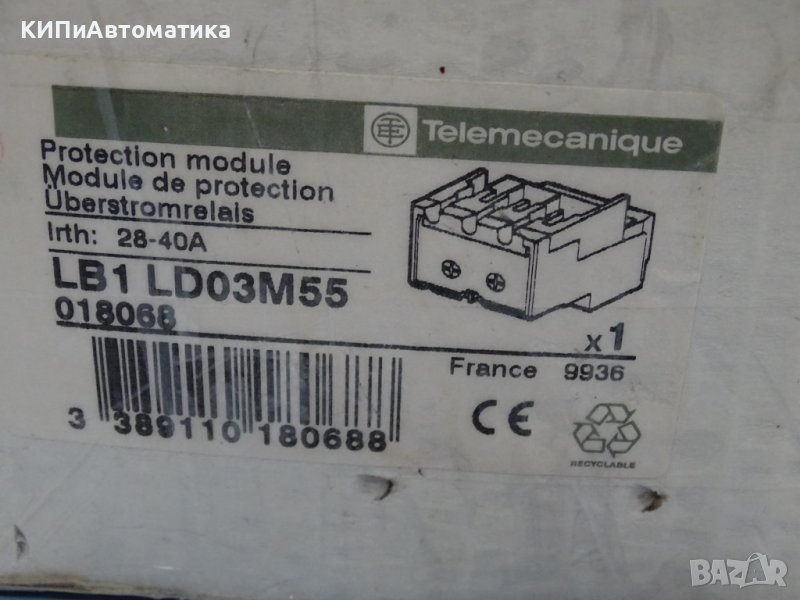 КИПиАвтоматика
Telemecanique
Protection module
Module de protection
Überstromrelais
Irth: 28-40A
LB1 LD03M55
018068
x1
France 9936
3 389110 180688
CE
RECYCLABLE
BAZAR